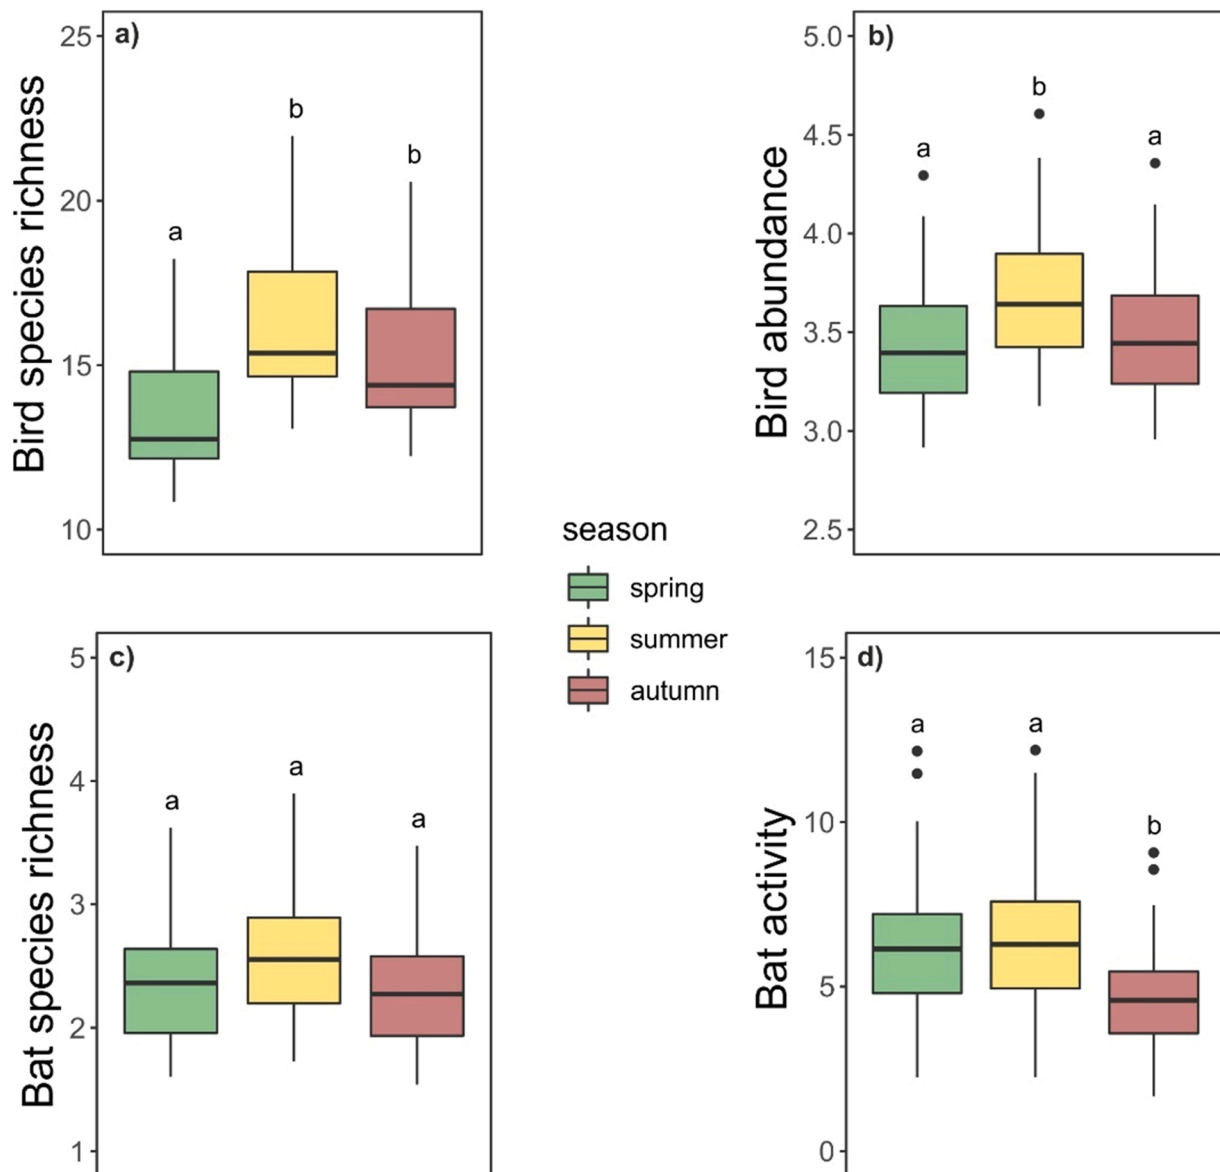 a)
Bird species richness
25
20
15
10
a
b
b
b)
Bird abundance
5.0
4.5
4.0
3.5
3.0
2.5
a
b
a
season
spring
summer
autumn
c)
Bat species richness
5
4
3
2
1
a
a
a
d)
Bat activity
15
10
5
0
a
a
b